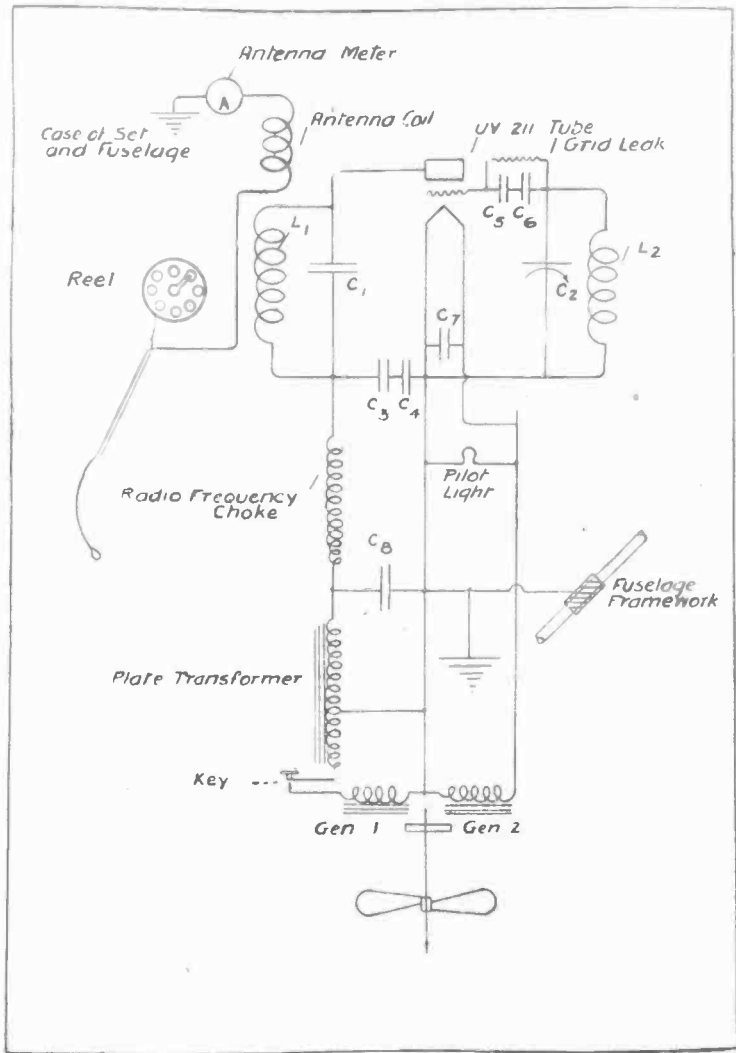 Antenna Meter
A
Case of Set
and Fuselage
Antenna Coil
UV 211 Tube
Grid Leak
C5 C6
L1
L2
Reel
C1
C2
C7
C3 C4
Radio Frequency
Choke
Pilot
Light
C8
Fuselage
Framework
Plate Transformer
Key
Gen 1
Gen 2